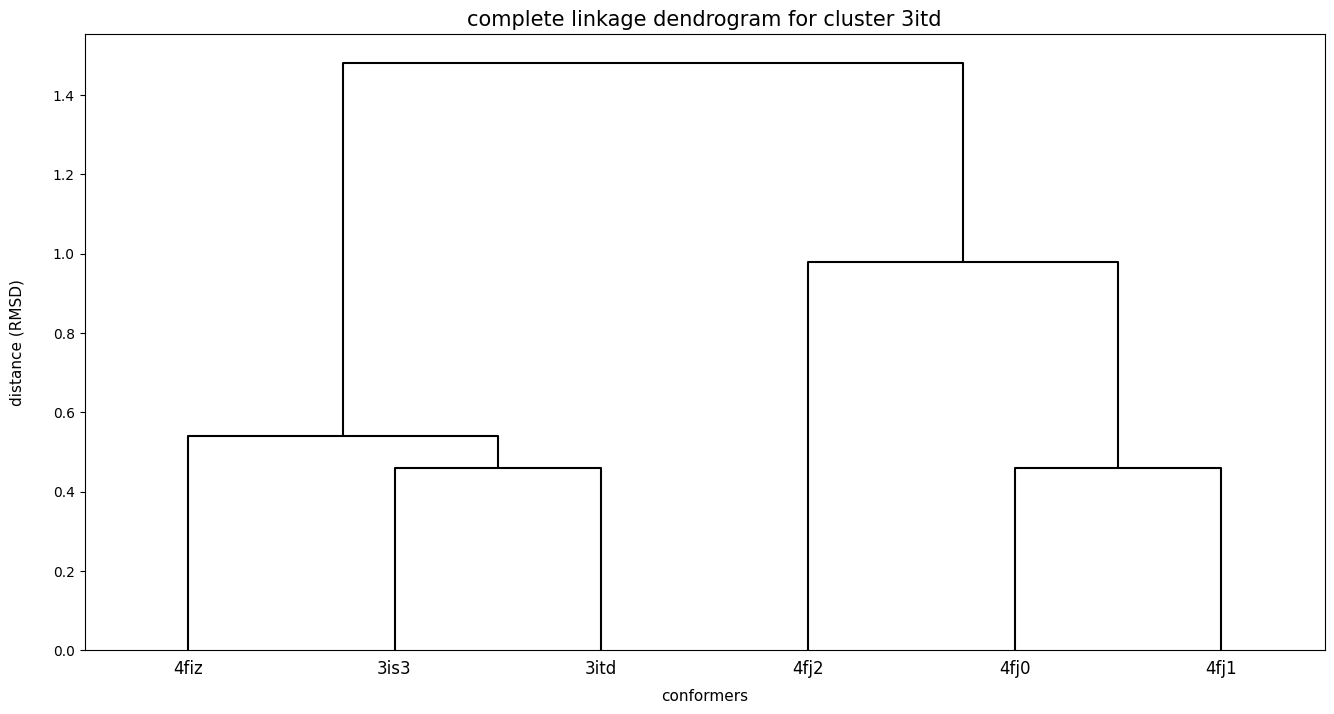 complete linkage dendrogram for cluster 3itd
1.4
1.2
1.0
0.8
0.6
0.4
0.2
0.0
distance (RMSD)
4fiz 3is3 3itd 4fj2 4fj0 4fj1
conformers